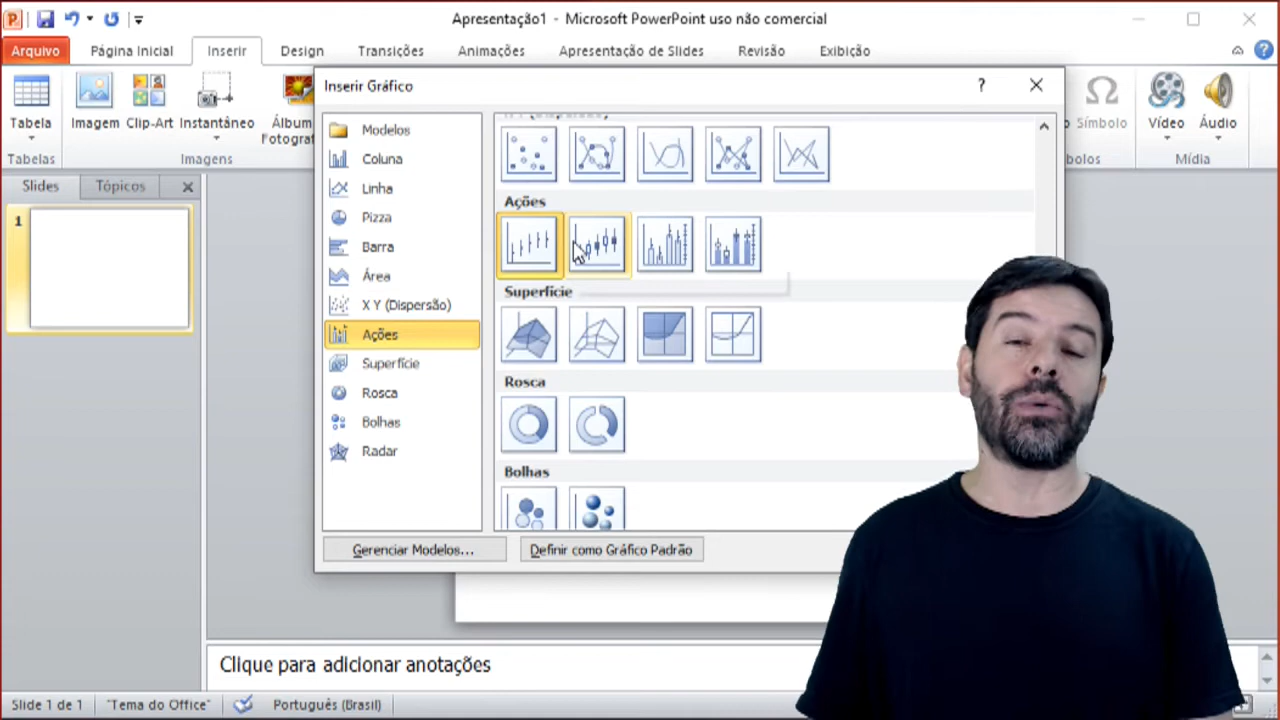 Apresentação1 - Microsoft PowerPoint uso não comercial
Arquivo
Página Inicial
Inserir
Design
Transições
Animações
Apresentação de Slides
Revisão
Exibição
Tabela
Imagem
Clip-Art
Instantâneo
Álbum
Símbolo
Vídeo
Áudio
Tabelas
Imagens
Mídia
Slides
Tópicos
1
Inserir Gráfico
Modelos
Coluna
Linha
Pizza
Barra
Área
X Y (Dispersão)
Ações
Superfície
Rosca
Bolhas
Radar
Ações
Superfície
Rosca
Bolhas
Gerenciar Modelos...
Definir como Gráfico Padrão
Clique para adicionar anotações
Slide 1 de 1
"Tema do Office"
Português (Brasil)